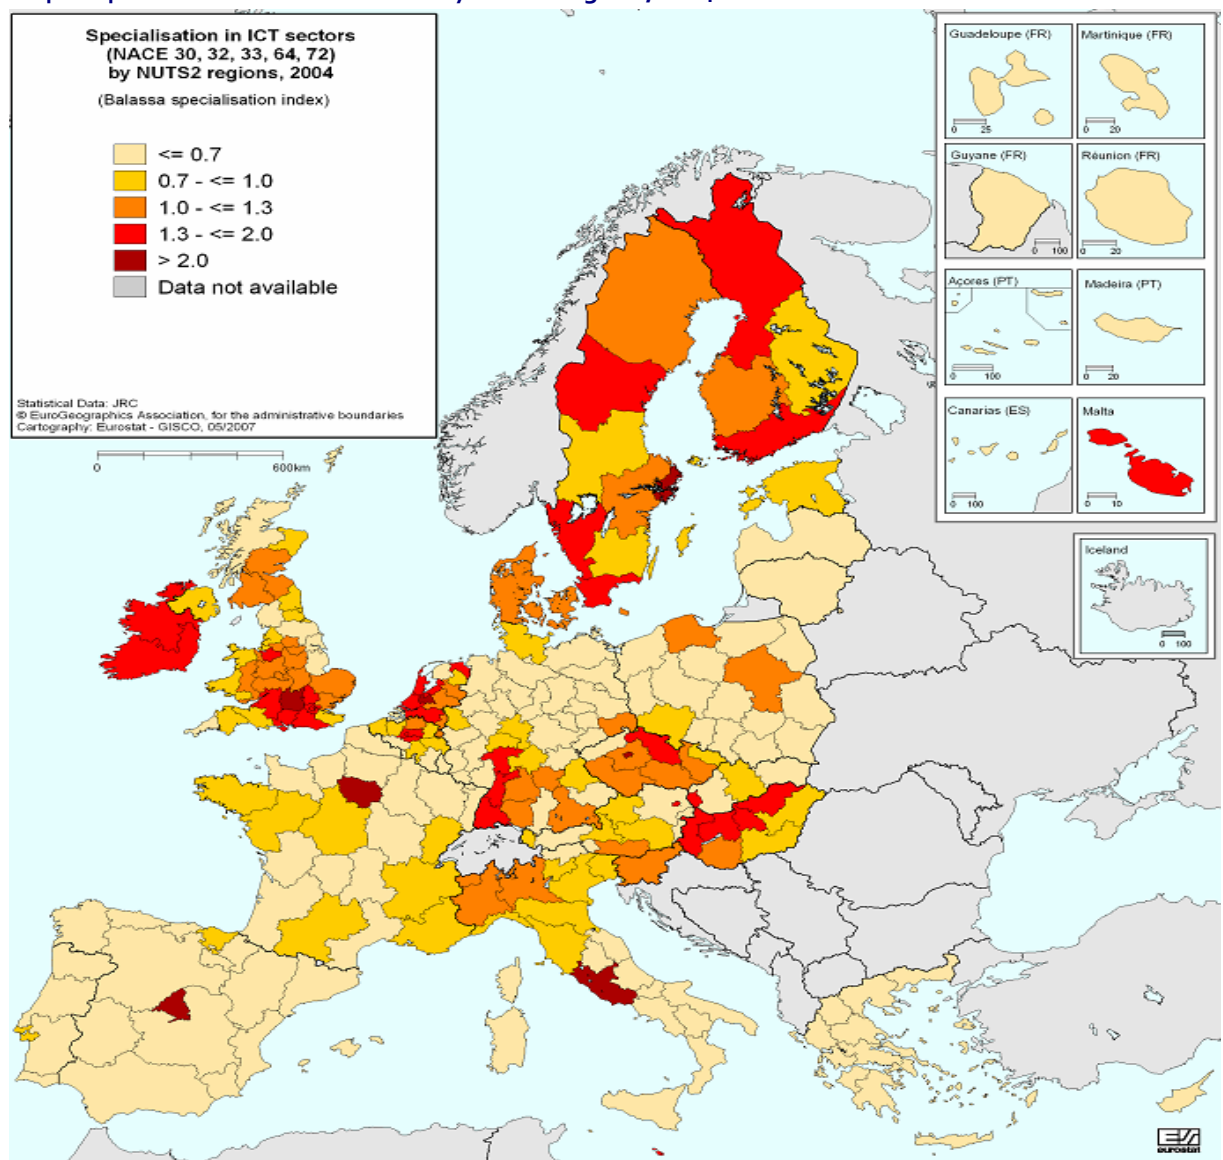 Specialisation in ICT sectors
(NACE 30, 32, 33, 64, 72)
by NUTS2 regions, 2004
(Balassa specialisation index)
<= 0.7
0.7 - <= 1.0
1.0 - <= 1.3
1.3 - <= 2.0
> 2.0
Data not available
Statistical Data: JRC
© EuroGeographics Association, for the administrative boundaries
Cartography: Eurostat - GISCO, 05/2007
0 600km
Guadeloupe (FR)
0 25
Martinique (FR)
0 20
Guyane (FR)
0 100
Réunion (FR)
0 20
Açores (PT)
0 100
Madeira (PT)
0 20
Canarias (ES)
0 100
Malta
0 10
Iceland
0 100
eurostat